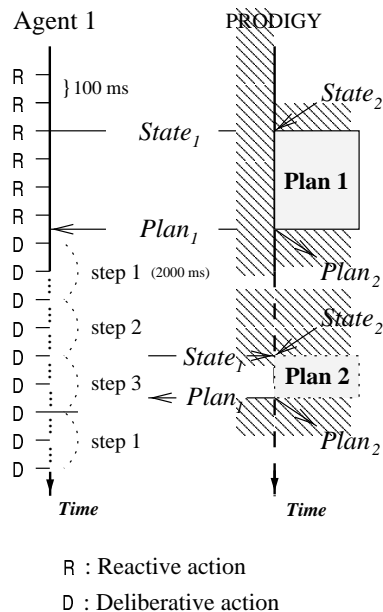 Agent 1 PRODIGY
R
} 100 ms
R
State₂
R State₁
R
R Plan 1
R
Plan₁
D
D step 1 (2000 ms) Plan₂
D
D step 2 State₂
D State₁
Plan 2
D step 3 Plan₁
D
D step 1 Plan₂
D
Time Time
R : Reactive action
D : Deliberative action